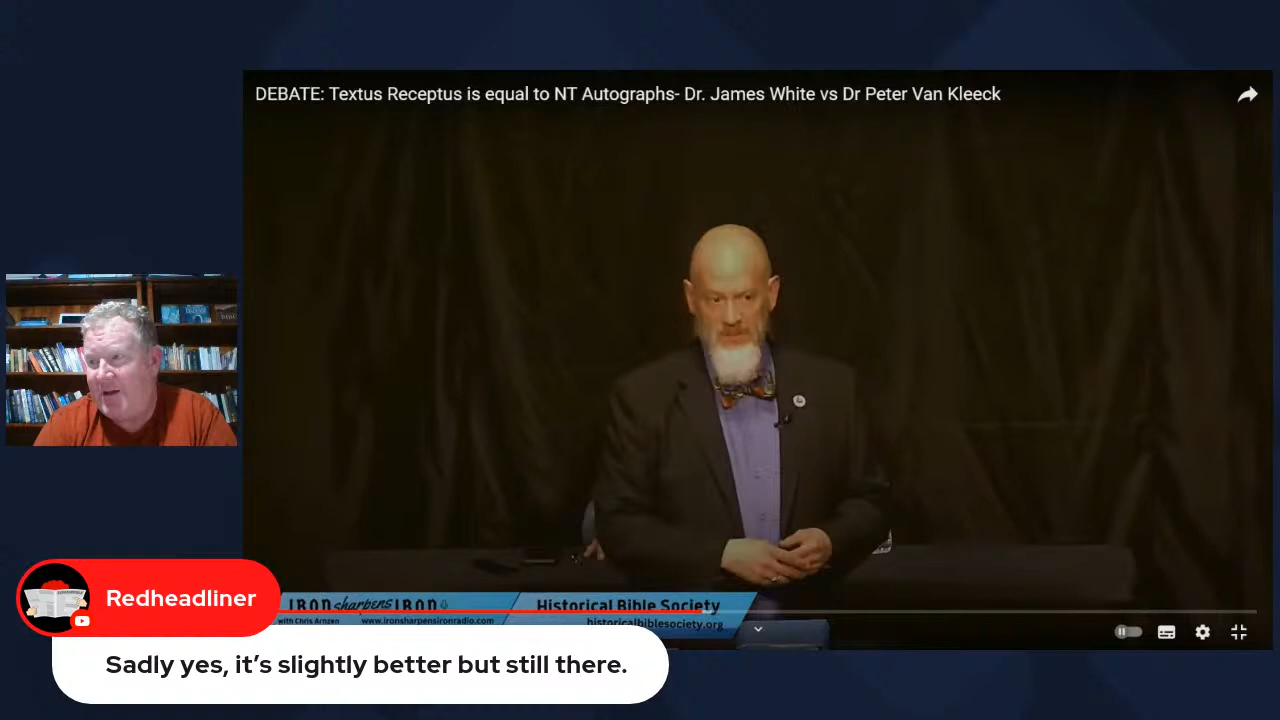 DEBATE: Textus Receptus is equal to NT Autographs- Dr. James White vs Dr Peter Van Kleeck
IRON sharpens IRON
with Chris Arnzen
www.ironsharpensironradio.com
Historical Bible Society
historicalbiblesociety.org
Redheadliner
Sadly yes, it’s slightly better but still there.